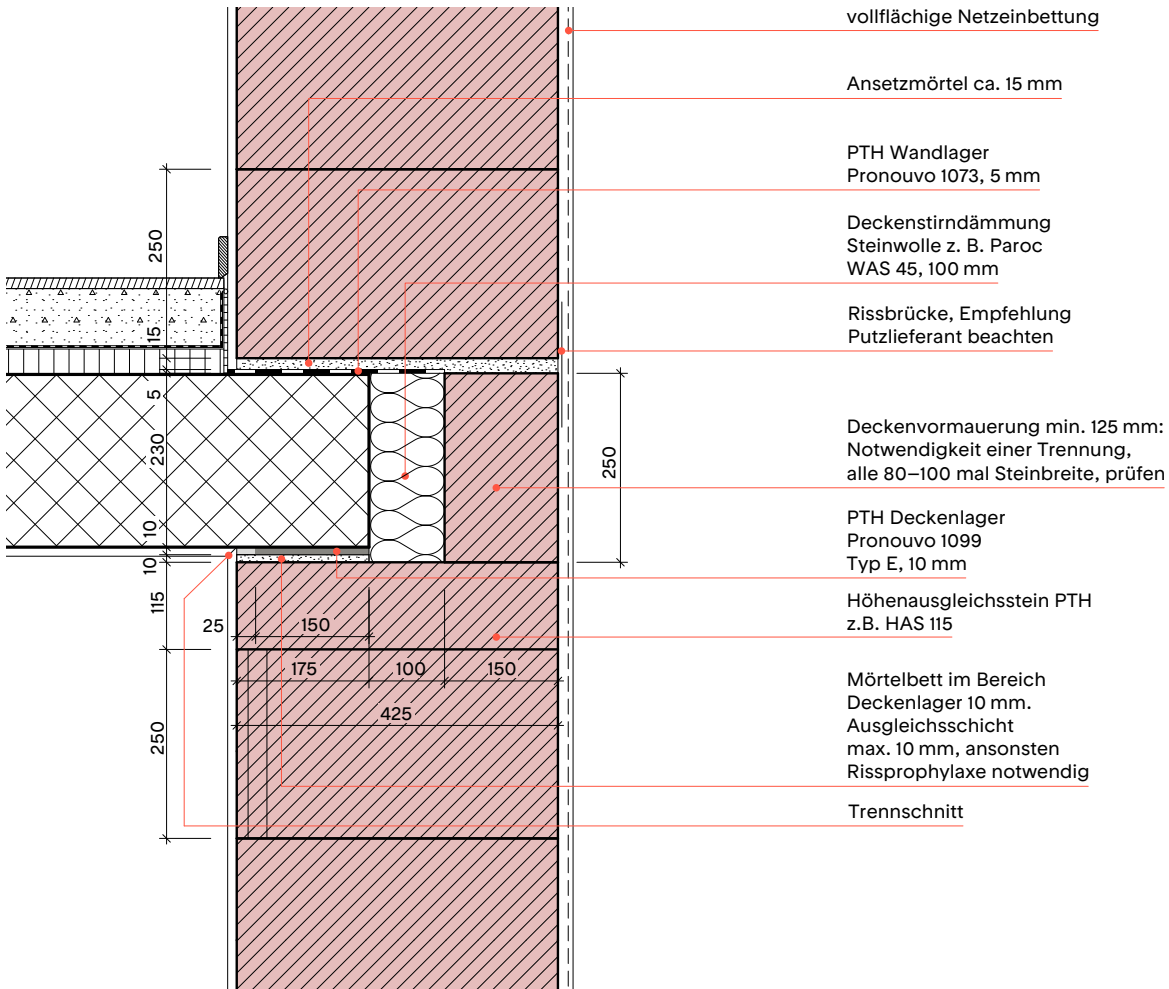 vollflächige Netzeinbettung
Ansetzmörtel ca. 15 mm
PTH Wandlager
Pronouvo 1073, 5 mm
Deckenstirndämmung
Steinwolle z. B. Paroc
WAS 45, 100 mm
Rissbrücke, Empfehlung
Putzlieferant beachten
Deckenvormauerung min. 125 mm:
Notwendigkeit einer Trennung,
alle 80–100 mal Steinbreite, prüfen
PTH Deckenlager
Pronouvo 1099
Typ E, 10 mm
Höhenausgleichsstein PTH
z.B. HAS 115
Mörtelbett im Bereich
Deckenlager 10 mm.
Ausgleichsschicht
max. 10 mm, ansonsten
Rissprophylaxe notwendig
Trennschnitt
250
15
5
230
10
10
115
250
250
25
150
175
100
150
425